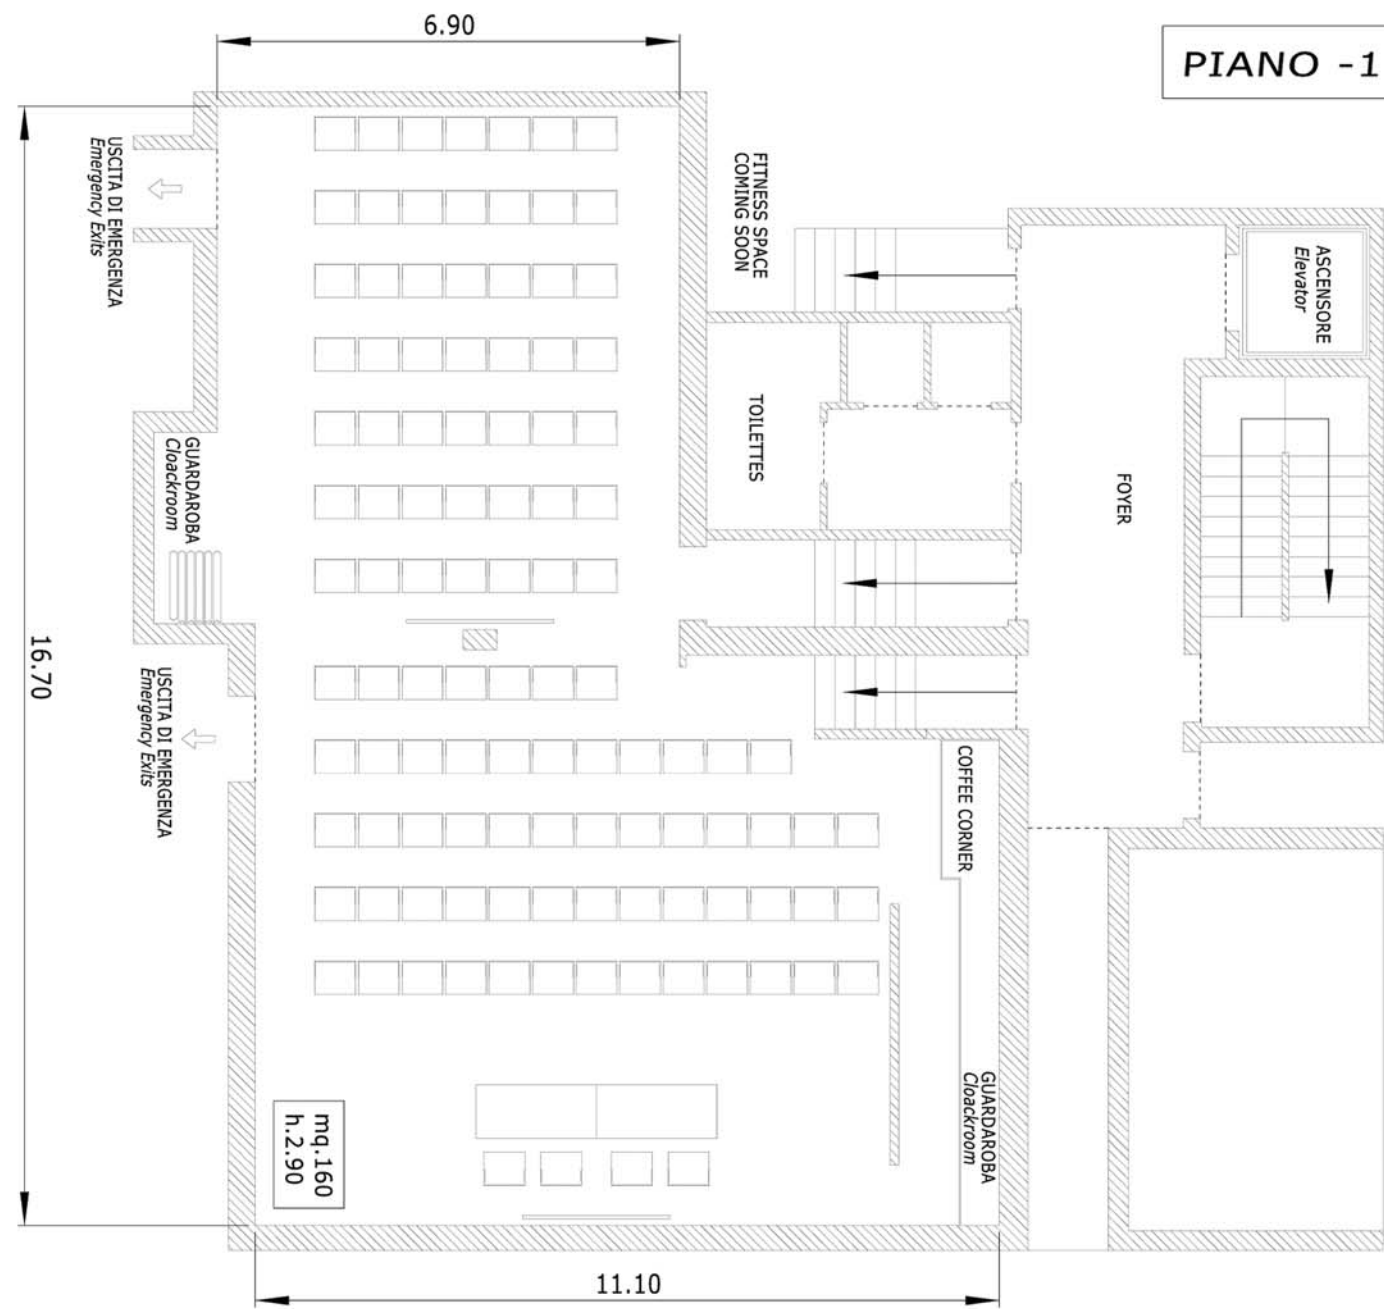 6.90
PIANO -1
USCITA DI EMERGENZA
Emergency Exits
FITNESS SPACE
COMING SOON
ASCENSORE
Elevator
TOILETTES
FOYER
GUARDAROBA
Cloackroom
16.70
USCITA DI EMERGENZA
Emergency Exits
COFFEE CORNER
GUARDAROBA
Cloackroom
mq.160
h.2.90
11.10